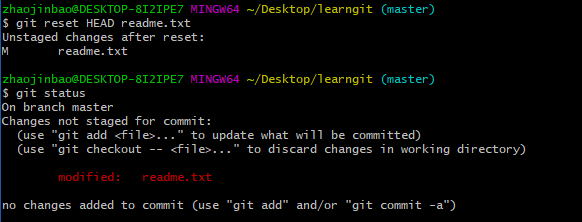 zhaojinbao@DESKTOP-8I2IPE7 MINGW64 ~/Desktop/learngit (master)
$ git reset HEAD readme.txt
Unstaged changes after reset:
M       readme.txt
zhaojinbao@DESKTOP-8I2IPE7 MINGW64 ~/Desktop/learngit (master)
$ git status
On branch master
Changes not staged for commit:
  (use "git add <file>..." to update what will be committed)
  (use "git checkout -- <file>..." to discard changes in working directory)
        modified:   readme.txt
no changes added to commit (use "git add" and/or "git commit -a")